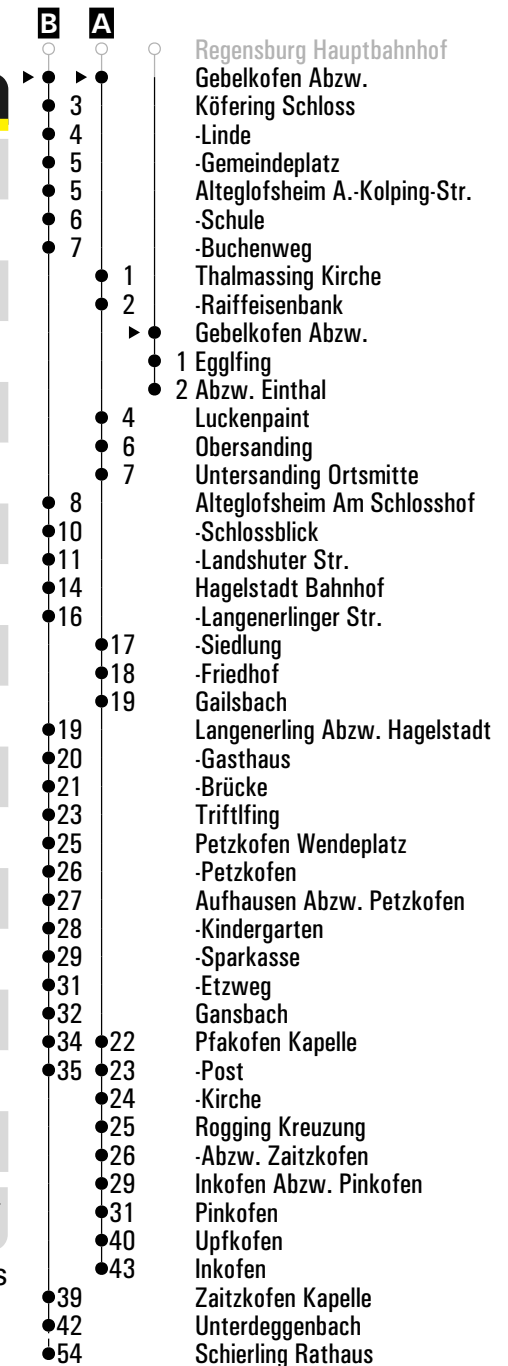 B A
Regensburg Hauptbahnhof
Gebelkofen Abzw.
3 Köfering Schloss
4 -Linde
5 -Gemeindeplatz
5 Alteglofsheim A.-Kolping-Str.
6 -Schule
7 -Buchenweg
1 Thalmassing Kirche
2 -Raiffeisenbank
Gebelkofen Abzw.
1 Egglfing
2 Abzw. Einthal
4 Luckenpaint
6 Obersanding
7 Untersanding Ortsmitte
8 Alteglofsheim Am Schlosshof
10 -Schlossblick
11 -Landshuter Str.
14 Hagelstadt Bahnhof
16 -Langenerlinger Str.
17 -Siedlung
18 -Friedhof
19 Gailsbach
19 Langenerling Abzw. Hagelstadt
20 -Gasthaus
21 -Brücke
23 Triftlfing
25 Petzkofen Wendeplatz
26 -Petzkofen
27 Aufhausen Abzw. Petzkofen
28 -Kindergarten
29 -Sparkasse
31 -Etzweg
32 Gansbach
34 22 Pfakofen Kapelle
35 23 -Post
24 -Kirche
25 Rogging Kreuzung
26 -Abzw. Zaitzkofen
29 Inkofen Abzw. Pinkofen
31 Pinkofen
40 Upfkofen
43 Inkofen
s
39 Zaitzkofen Kapelle
42 Unterdeggenbach
54 Schierling Rathaus